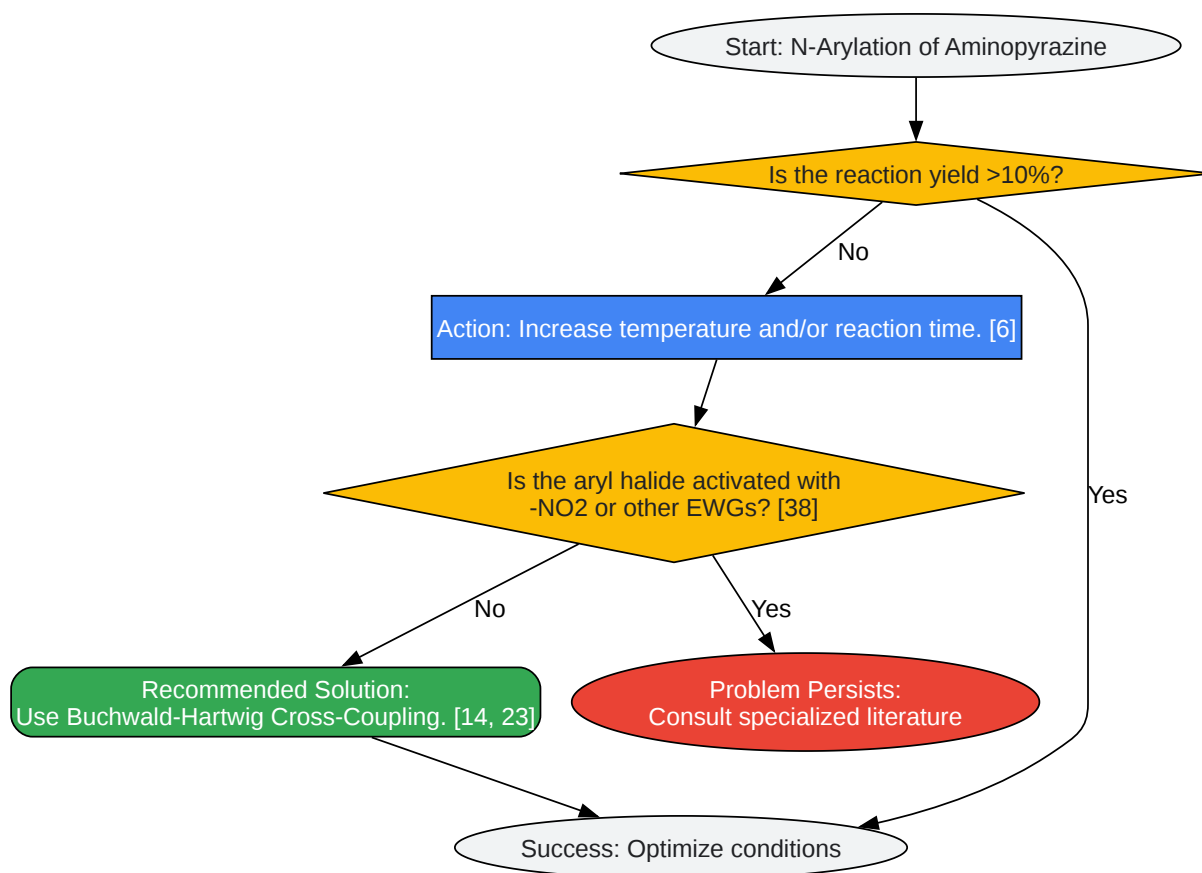 Start: N-Arylation of Aminopyrazine
Is the reaction yield >10%?
No
Action: Increase temperature and/or reaction time. [6]
Is the aryl halide activated with
-NO2 or other EWGs? [38]
Yes
No
Yes
Recommended Solution:
Use Buchwald-Hartwig Cross-Coupling. [14, 23]
Problem Persists:
Consult specialized literature
Success: Optimize conditions